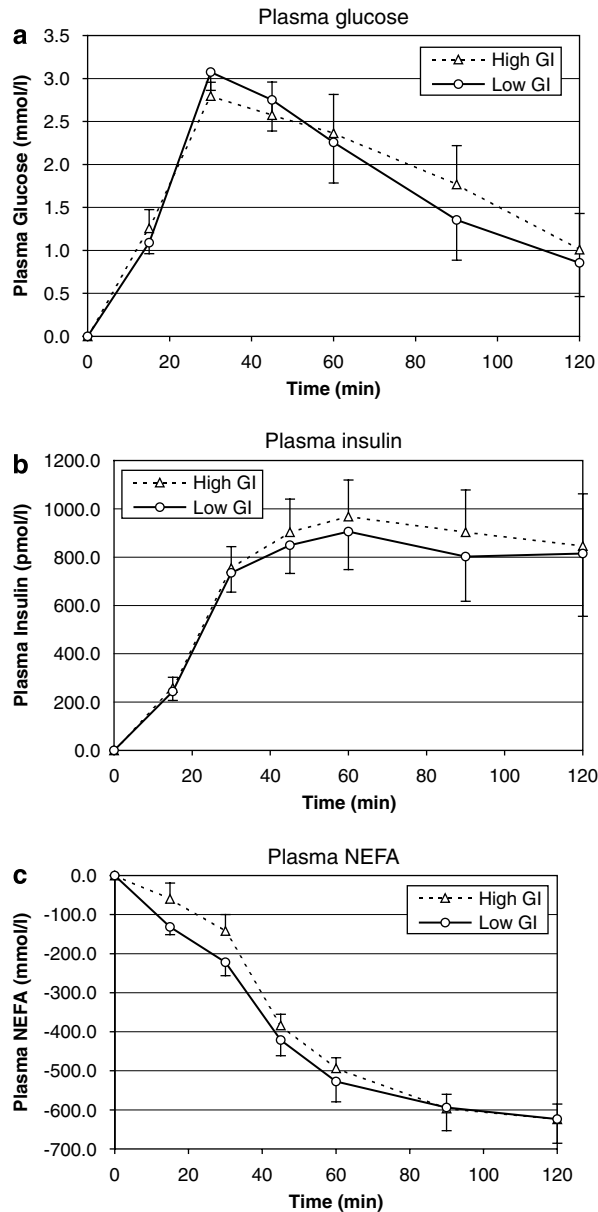 a
Plasma glucose
Plasma Glucose (mmol/l)
3.5
3.0
2.5
2.0
1.5
1.0
0.5
0.0
High GI
Low GI
0 20 40 60 80 100 120
Time (min)
b
Plasma insulin
Plasma Insulin (pmol/l)
1200.0
1000.0
800.0
600.0
400.0
200.0
0.0
High GI
Low GI
0 20 40 60 80 100 120
Time (min)
c
Plasma NEFA
Plasma NEFA (mmol/l)
0.0
-100.0
-200.0
-300.0
-400.0
-500.0
-600.0
-700.0
High GI
Low GI
0 20 40 60 80 100 120
Time (min)